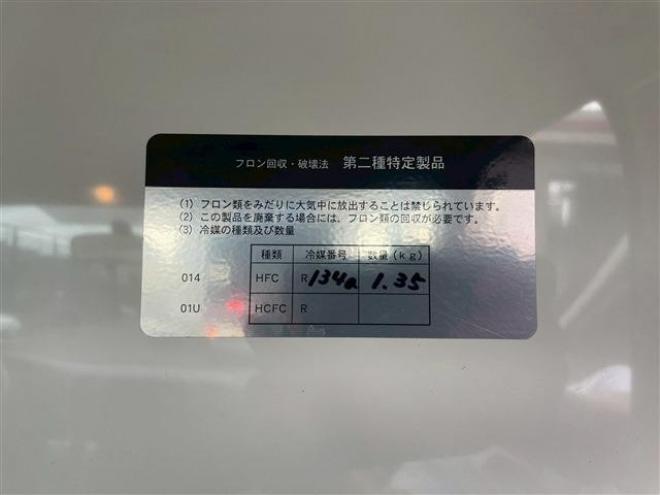 フロン回収・破壊法 第二種特定製品
(1) フロン類をみだりに大気中に放出することは禁じられています。
(2) この製品を廃棄する場合には、フロン類の回収が必要です。
(3) 冷媒の種類及び数量
種類 冷媒番号 数量(kg)
014 HFC R134a 1.35
01U HCFC R